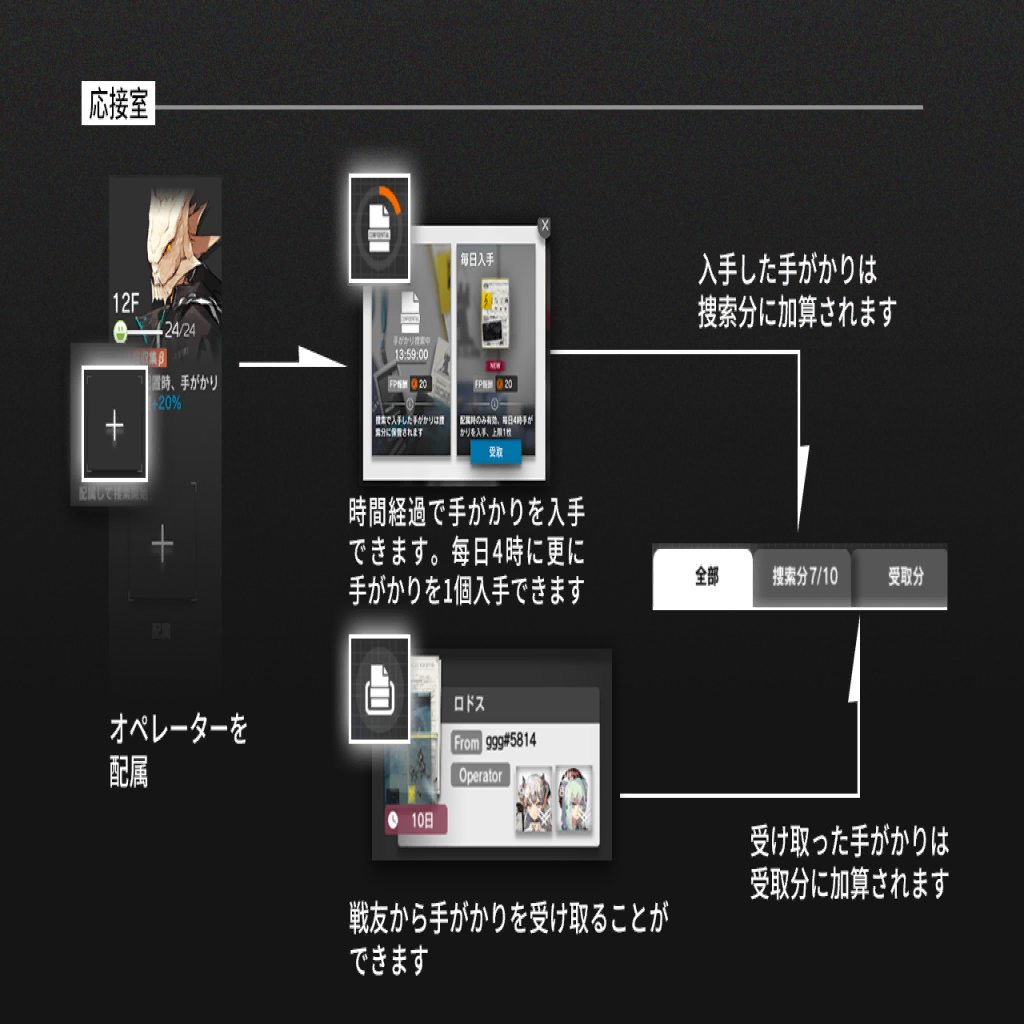 応接室
12F
24/24
β
置時、手がかり
+20%
配属
オペレーターを
配属
CONFIDENTIAL
手がかり捜索中
13:59:00
FP報酬 20
捜索で入手した手がかりは捜
索分に保管されます
毎日入手
NEW
FP報酬 20
配属時のみ有効、毎日4時手が
かりを入手、上限1枚
受取
時間経過で手がかりを入手
できます。毎日4時に更に
手がかりを1個入手できます
入手した手がかりは
捜索分に加算されます
全部
捜索分7/10
受取分
ロドス
From ggg#5814
Operator
10日
戦友から手がかりを受け取ることが
できます
受け取った手がかりは
受取分に加算されます